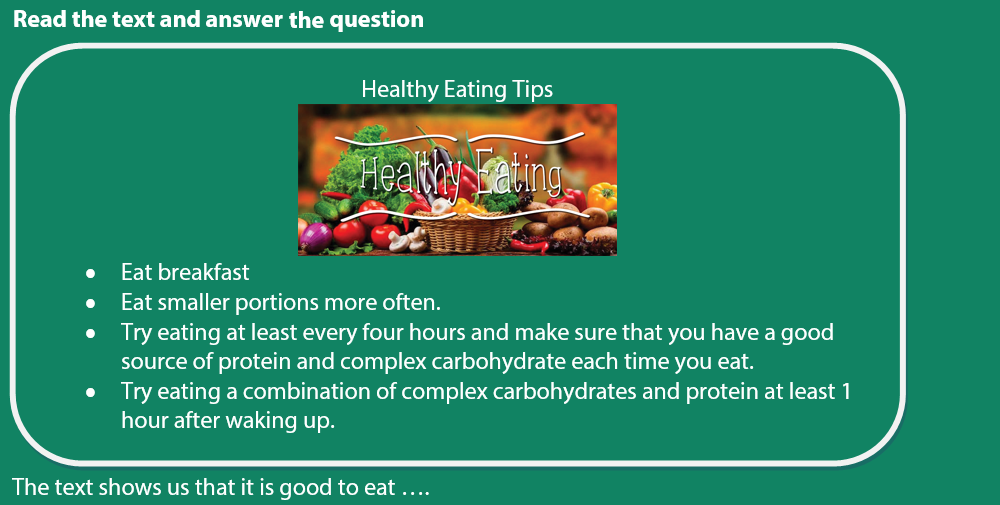 Read the text and answer the question
Healthy Eating Tips
Healthy Eating
• Eat breakfast
• Eat smaller portions more often.
• Try eating at least every four hours and make sure that you have a good
source of protein and complex carbohydrate each time you eat.
• Try eating a combination of complex carbohydrates and protein at least 1
hour after waking up.
The text shows us that it is good to eat ….